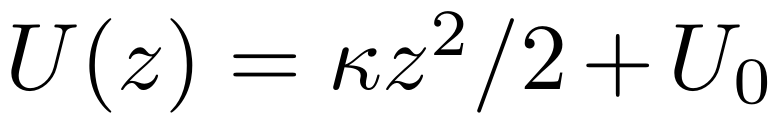 U(z) = κz²/2 + U₀